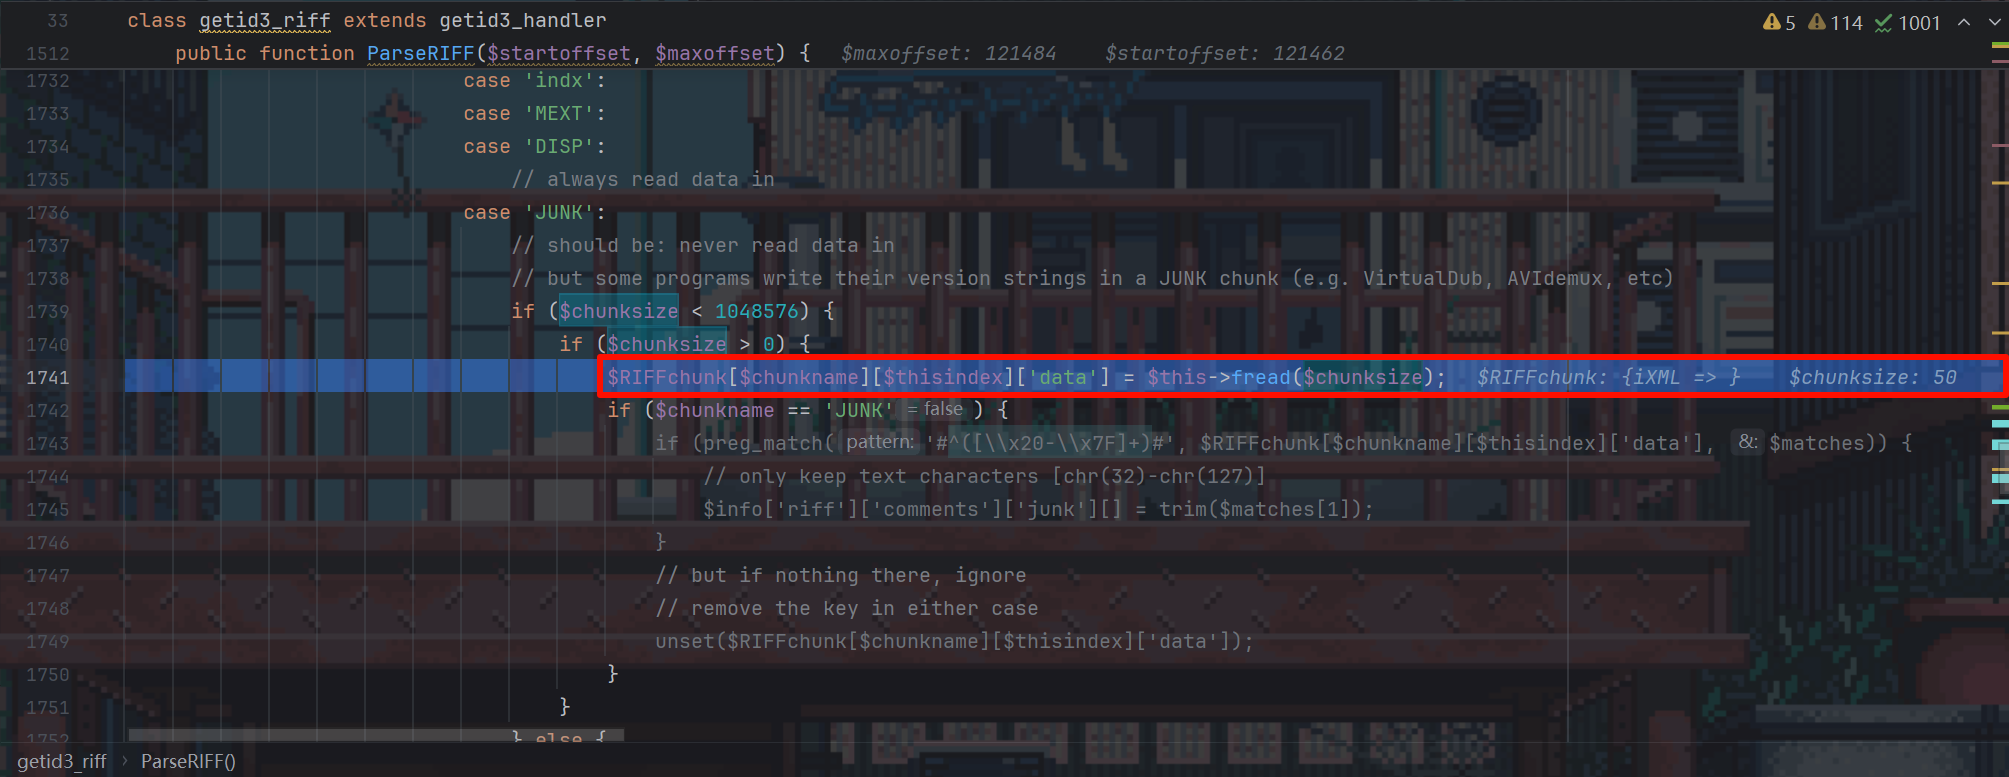 33 class getid3_riff extends getid3_handler
5 114 1001
1512 public function ParseRIFF($startoffset, $maxoffset) { $maxoffset: 121484 $startoffset: 121462
1732 case 'indx':
1733 case 'MEXT':
1734 case 'DISP':
1735 // always read data in
1736 case 'JUNK':
1737 // should be: never read data in
1738 // but some programs write their version strings in a JUNK chunk (e.g. VirtualDub, AVIdemux, etc)
1739 if ($chunksize < 1048576) {
1740 if ($chunksize > 0) {
1741 $RIFFchunk[$chunkname][$thisindex]['data'] = $this->fread($chunksize); $RIFFchunk: {iXML => } $chunksize: 50
1742 if ($chunkname == 'JUNK' = false ) {
1743 if (preg_match( pattern: '#^([\\x20-\\x7F]+)#', $RIFFchunk[$chunkname][$thisindex]['data'], &: $matches)) {
1744 // only keep text characters [chr(32)-chr(127)]
1745 $info['riff']['comments']['junk'][] = trim($matches[1]);
1746 }
1747 // but if nothing there, ignore
1748 // remove the key in either case
1749 unset($RIFFchunk[$chunkname][$thisindex]['data']);
1750 }
1751 }
1752 } else {
getid3_riff › ParseRIFF()